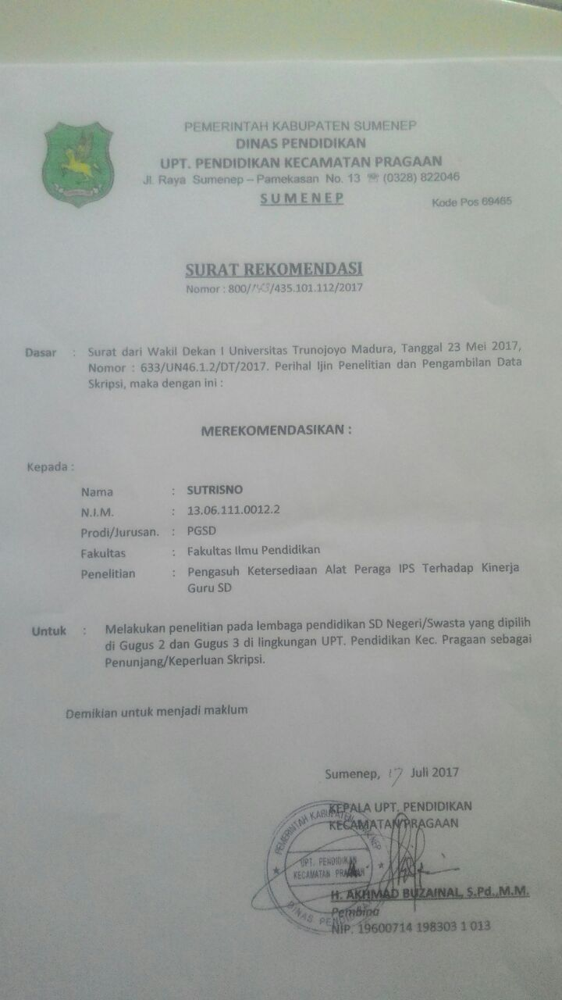 PEMERINTAH KABUPATEN SUMENEP
DINAS PENDIDIKAN
UPT. PENDIDIKAN KECAMATAN PRAGAAN
Jl. Raya Sumenep – Pamekasan No. 13 ☏ (0328) 822046
SUMENEP
Kode Pos 69465
SURAT REKOMENDASI
Nomor : 800/143/435.101.112/2017
Dasar : Surat dari Wakil Dekan I Universitas Trunojoyo Madura, Tanggal 23 Mei 2017,
Nomor : 633/UN46.1.2/DT/2017. Perihal Ijin Penelitian dan Pengambilan Data
Skripsi, maka dengan ini :
MEREKOMENDASIKAN :
Kepada :
Nama : SUTRISNO
N.I.M. : 13.06.111.0012.2
Prodi/Jurusan. : PGSD
Fakultas : Fakultas Ilmu Pendidikan
Penelitian : Pengasuh Ketersediaan Alat Peraga IPS Terhadap Kinerja
Guru SD
Untuk : Melakukan penelitian pada lembaga pendidikan SD Negeri/Swasta yang dipilih
di Gugus 2 dan Gugus 3 di lingkungan UPT. Pendidikan Kec. Pragaan sebagai
Penunjang/Keperluan Skripsi.
Demikian untuk menjadi maklum
Sumenep, 17 Juli 2017
KEPALA UPT. PENDIDIKAN
KECAMATAN PRAGAAN
PEMERINTAH KABUPATEN SUMENEP
UPT. PENDIDIKAN
KECAMATAN PRAGAAN
DINAS PENDIDIKAN
H. AKHMAD BUZAINAL, S.Pd.,M.M.
Pembina
NIP. 19600714 198303 1 013